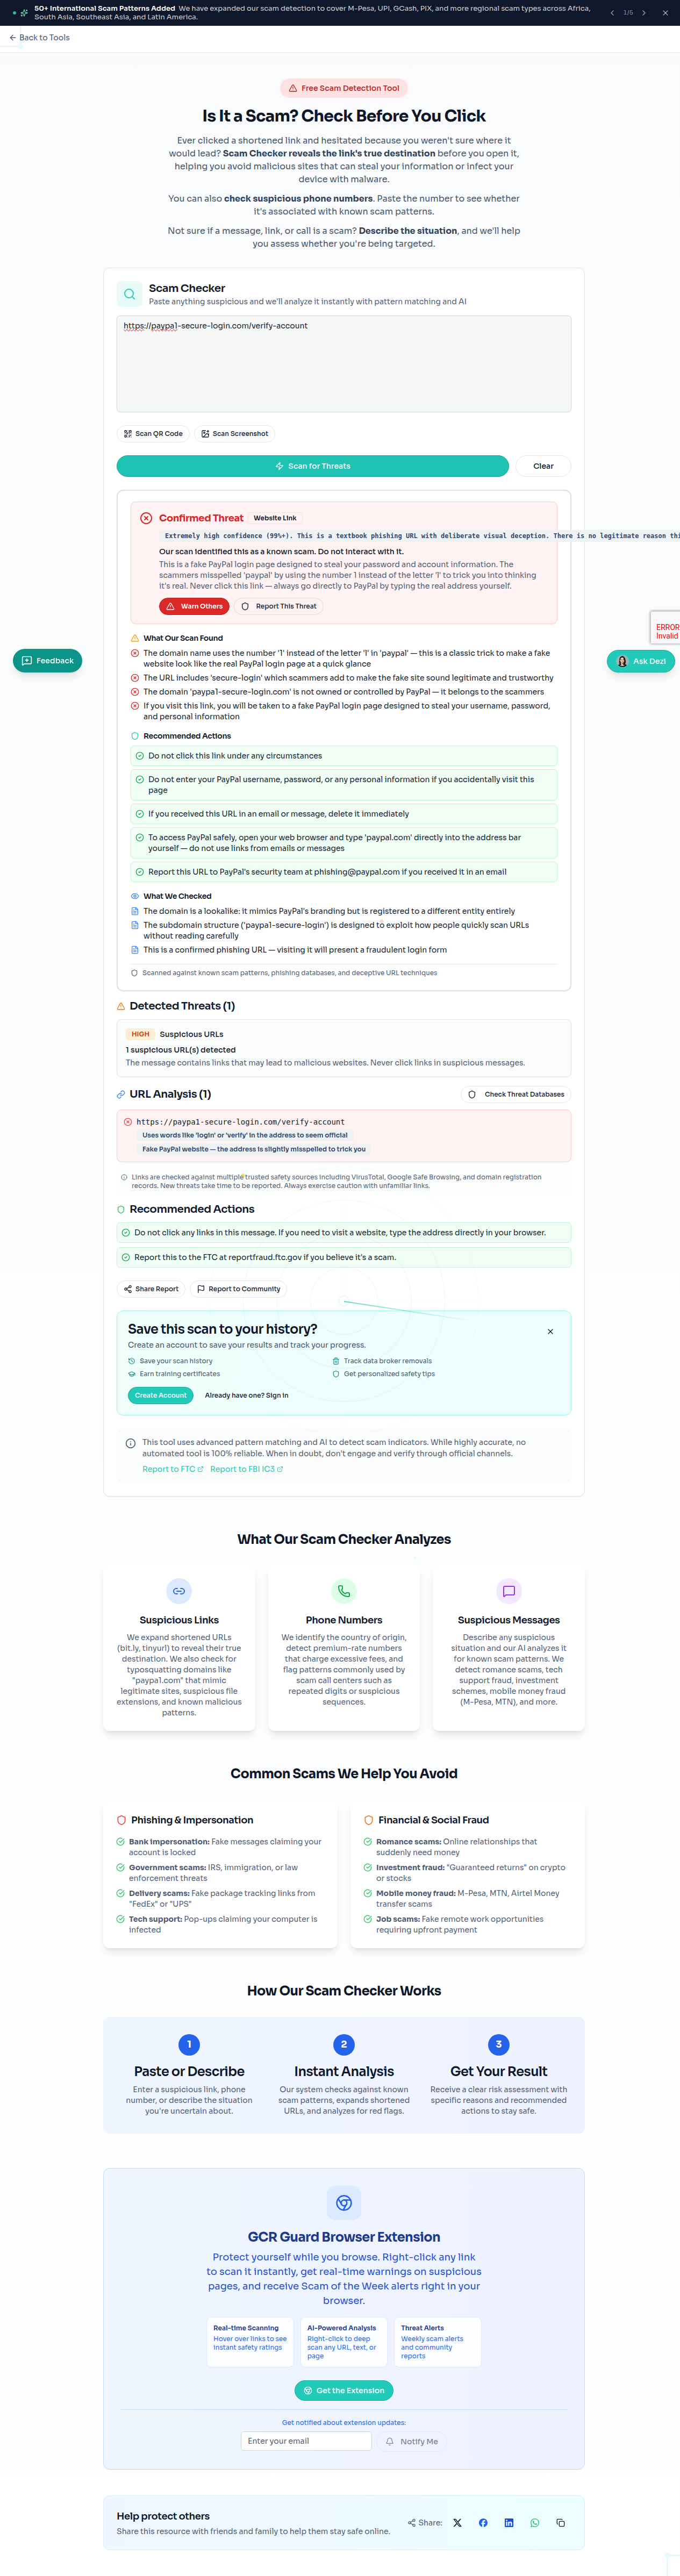 50+ International Scam Patterns Added We have expanded our scam detection to cover M-Pesa, UPI, GCash, PIX, and more regional scam types across Africa,
South Asia, Southeast Asia, and Latin America.
1/5
Back to Tools
Free Scam Detection Tool
Is It a Scam? Check Before You Click
Ever clicked a shortened link and hesitated because you weren't sure where it
would lead? Scam Checker reveals the link's true destination before you open it,
helping you avoid malicious sites that can steal your information or infect your
device with malware.
You can also check suspicious phone numbers. Paste the number to see whether
it's associated with known scam patterns.
Not sure if a message, link, or call is a scam? Describe the situation, and we'll help
you assess whether you're being targeted.
Scam Checker
Paste anything suspicious and we'll analyze it instantly with pattern matching and AI
https://paypa1-secure-login.com/verify-account
Scan QR Code
Scan Screenshot
Scan for Threats
Clear
Confirmed Threat
Website Link
Extremely high confidence (99%+). This is a textbook phishing URL with deliberate visual deception. There is no legitimate reason thi
Our scan identified this as a known scam. Do not interact with it.
This is a fake PayPal login page designed to steal your password and account information. The
scammers misspelled 'paypal' by using the number 1 instead of the letter 'l' to trick you into thinking
it's real. Never click this link — always go directly to PayPal by typing the real address yourself.
Warn Others
Report This Threat
ERROR
Invalid
Feedback
Ask Dezi
What Our Scan Found
The domain name uses the number '1' instead of the letter 'l' in 'paypal' — this is a classic trick to make a fake
website look like the real PayPal login page at a quick glance
The URL includes 'secure-login' which scammers add to make the fake site sound legitimate and trustworthy
The domain 'paypa1-secure-login.com' is not owned or controlled by PayPal — it belongs to the scammers
If you visit this link, you will be taken to a fake PayPal login page designed to steal your username, password,
and personal information
Recommended Actions
Do not click this link under any circumstances
Do not enter your PayPal username, password, or any personal information if you accidentally visit this
page
If you received this URL in an email or message, delete it immediately
To access PayPal safely, open your web browser and type 'paypal.com' directly into the address bar
yourself — do not use links from emails or messages
Report this URL to PayPal's security team at phishing@paypal.com if you received it in an email
What We Checked
The domain is a lookalike: it mimics PayPal's branding but is registered to a different entity entirely
The subdomain structure ('paypa1-secure-login') is designed to exploit how people quickly scan URLs
without reading carefully
This is a confirmed phishing URL — visiting it will present a fraudulent login form
Scanned against known scam patterns, phishing databases, and deceptive URL techniques
Detected Threats (1)
HIGH Suspicious URLs
1 suspicious URL(s) detected
The message contains links that may lead to malicious websites. Never click links in suspicious messages.
URL Analysis (1)
Check Threat Databases
https://paypa1-secure-login.com/verify-account
Uses words like 'login' or 'verify' in the address to seem official
Fake PayPal website — the address is slightly misspelled to trick you
Links are checked against multiple trusted safety sources including VirusTotal, Google Safe Browsing, and domain registration
records. New threats take time to be reported. Always exercise caution with unfamiliar links.
Recommended Actions
Do not click any links in this message. If you need to visit a website, type the address directly in your browser.
Report this to the FTC at reportfraud.ftc.gov if you believe it's a scam.
Share Report
Report to Community
Save this scan to your history?
Create an account to save your results and track your progress.
Save your scan history
Track data broker removals
Earn training certificates
Get personalized safety tips
Create Account
Already have one? Sign in
This tool uses advanced pattern matching and AI to detect scam indicators. While highly accurate, no
automated tool is 100% reliable. When in doubt, don't engage and verify through official channels.
Report to FTC
Report to FBI IC3
What Our Scam Checker Analyzes
Suspicious Links
We expand shortened URLs
(bit.ly, tinyurl) to reveal their true
destination. We also check for
typosquatting domains like
"paypa1.com" that mimic
legitimate sites, suspicious file
extensions, and known malicious
patterns.
Phone Numbers
We identify the country of origin,
detect premium-rate numbers
that charge excessive fees, and
flag patterns commonly used by
scam call centers such as
repeated digits or suspicious
sequences.
Suspicious Messages
Describe any suspicious
situation and our AI analyzes it
for known scam patterns. We
detect romance scams, tech
support fraud, investment
schemes, mobile money fraud
(M-Pesa, MTN), and more.
Common Scams We Help You Avoid
Phishing & Impersonation
Bank Impersonation: Fake messages claiming your
account is locked
Government scams: IRS, immigration, or law
enforcement threats
Delivery scams: Fake package tracking links from
"FedEx" or "UPS"
Tech support: Pop-ups claiming your computer is
infected
Financial & Social Fraud
Romance scams: Online relationships that
suddenly need money
Investment fraud: "Guaranteed returns" on crypto
or stocks
Mobile money fraud: M-Pesa, MTN, Airtel Money
transfer scams
Job scams: Fake remote work opportunities
requiring upfront payment
How Our Scam Checker Works
1
Paste or Describe
Enter a suspicious link, phone
number, or describe the situation
you're uncertain about.
2
Instant Analysis
Our system checks against known
scam patterns, expands shortened
URLs, and analyzes for red flags.
3
Get Your Result
Receive a clear risk assessment with
specific reasons and recommended
actions to stay safe.
GCR Guard Browser Extension
Protect yourself while you browse. Right-click any link
to scan it instantly, get real-time warnings on suspicious
pages, and receive Scam of the Week alerts right in your
browser.
Real-time Scanning
Hover over links to see
instant safety ratings
AI-Powered Analysis
Right-click to deep
scan any URL, text, or
page
Threat Alerts
Weekly scam alerts
and community
reports
Get the Extension
Get notified about extension updates:
Enter your email
Notify Me
Help protect others
Share this resource with friends and family to help them stay safe online.
Share: